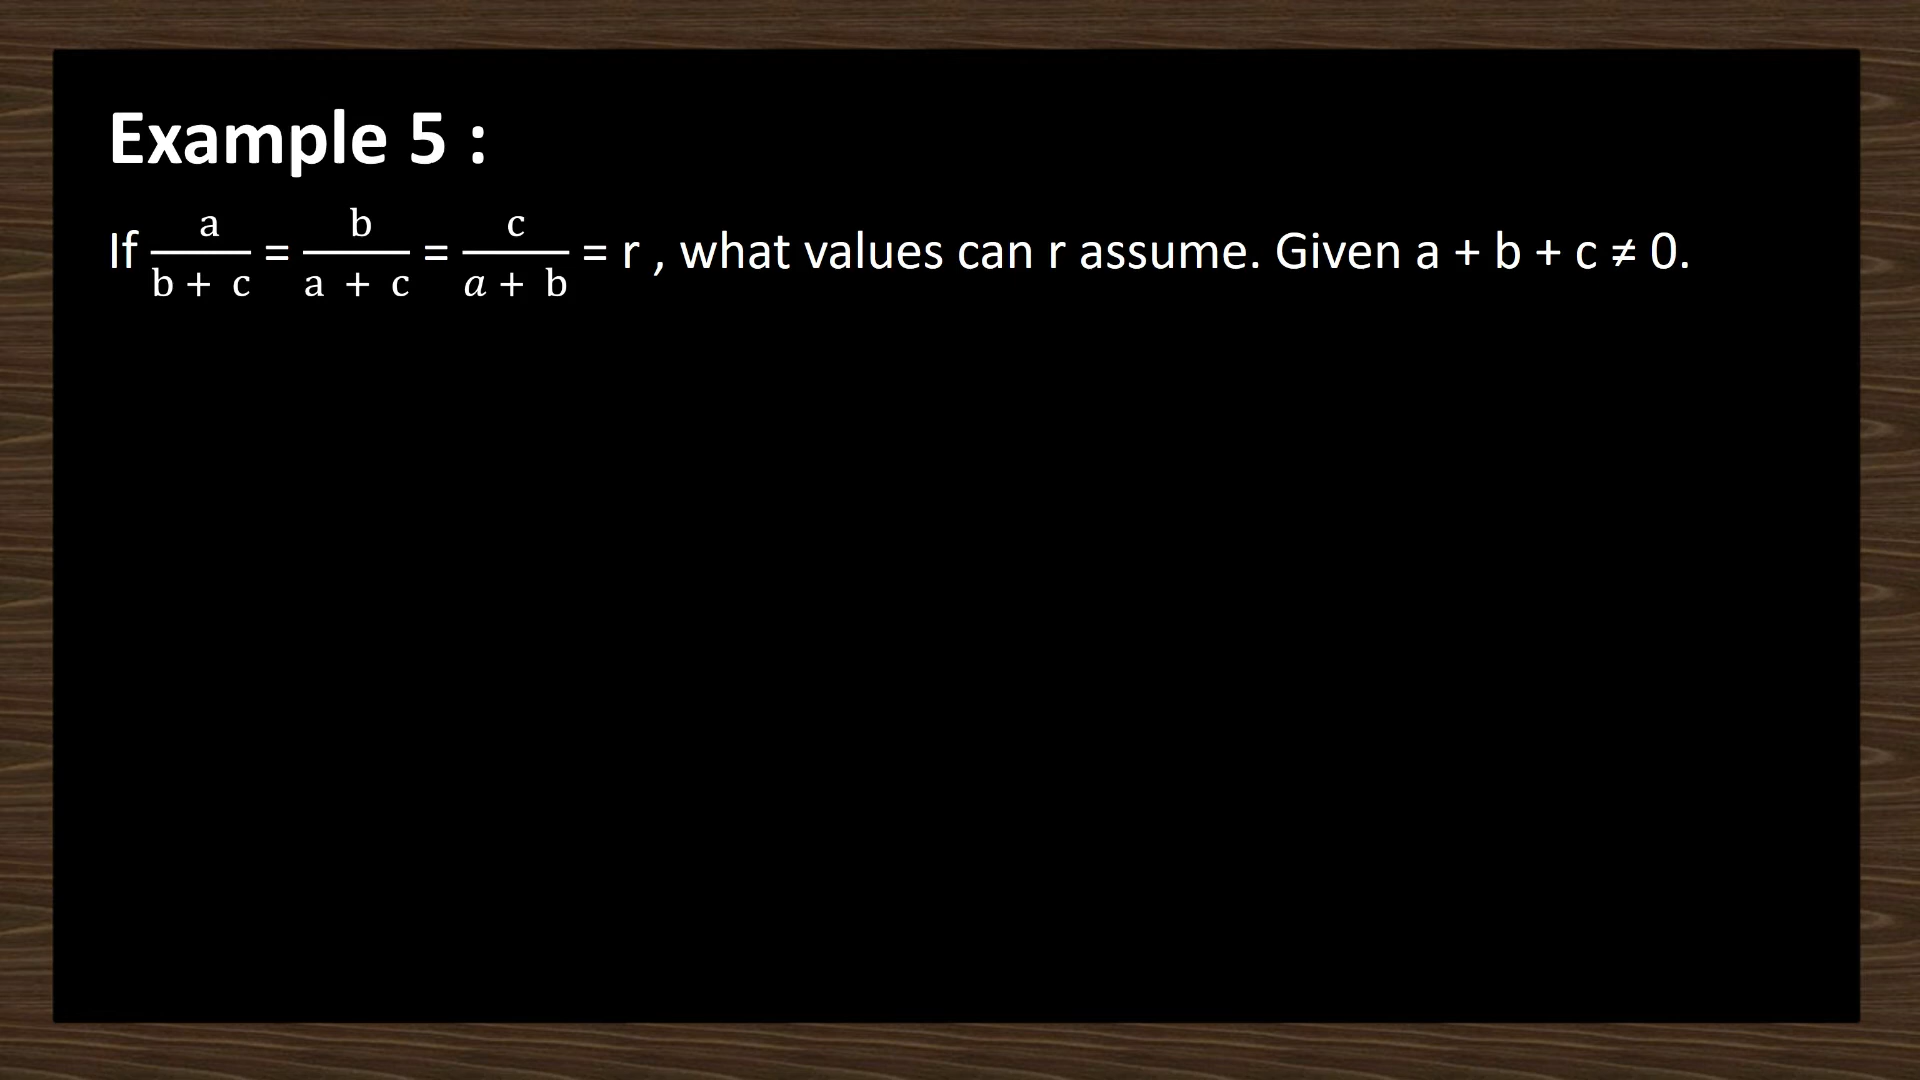 Example 5 :
If a/(b + c) = b/(a + c) = c/(a + b) = r , what values can r assume. Given a + b + c ≠ 0.